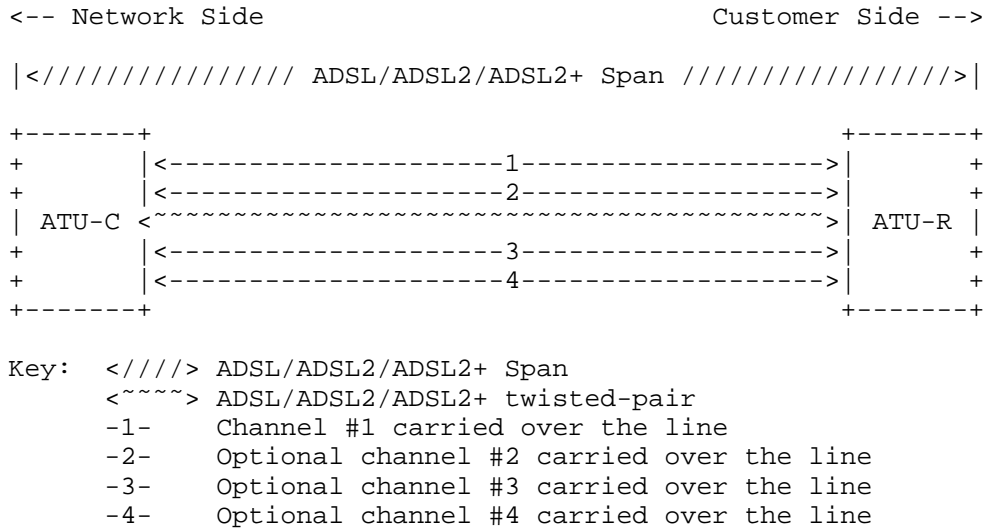 <-- Network Side                             Customer Side -->
|<//////////////// ADSL/ADSL2/ADSL2+ Span /////////////////>|
+-------+                                           +-------+
+       |<---------------------1------------------->|       +
+       |<---------------------2------------------->|       +
| ATU-C <~~~~~~~~~~~~~~~~~~~~~~~~~~~~~~~~~~~~~~~~~~>| ATU-R |
+       |<---------------------3------------------->|       +
+       |<---------------------4------------------->|       +
+-------+                                           +-------+
Key:  <////> ADSL/ADSL2/ADSL2+ Span
      <~~~~> ADSL/ADSL2/ADSL2+ twisted-pair
      -1-    Channel #1 carried over the line
      -2-    Optional channel #2 carried over the line
      -3-    Optional channel #3 carried over the line
      -4-    Optional channel #4 carried over the line